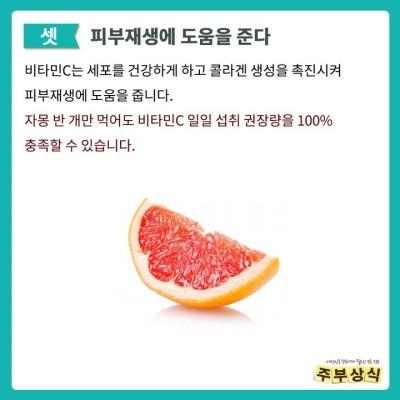 셋 피부재생에 도움을 준다
비타민C는 세포를 건강하게 하고 콜라겐 생성을 촉진시켜
피부재생에 도움을 줍니다.
자몽 반 개만 먹어도 비타민C 일일 섭취 권장량을 100%
충족할 수 있습니다.
주부상식